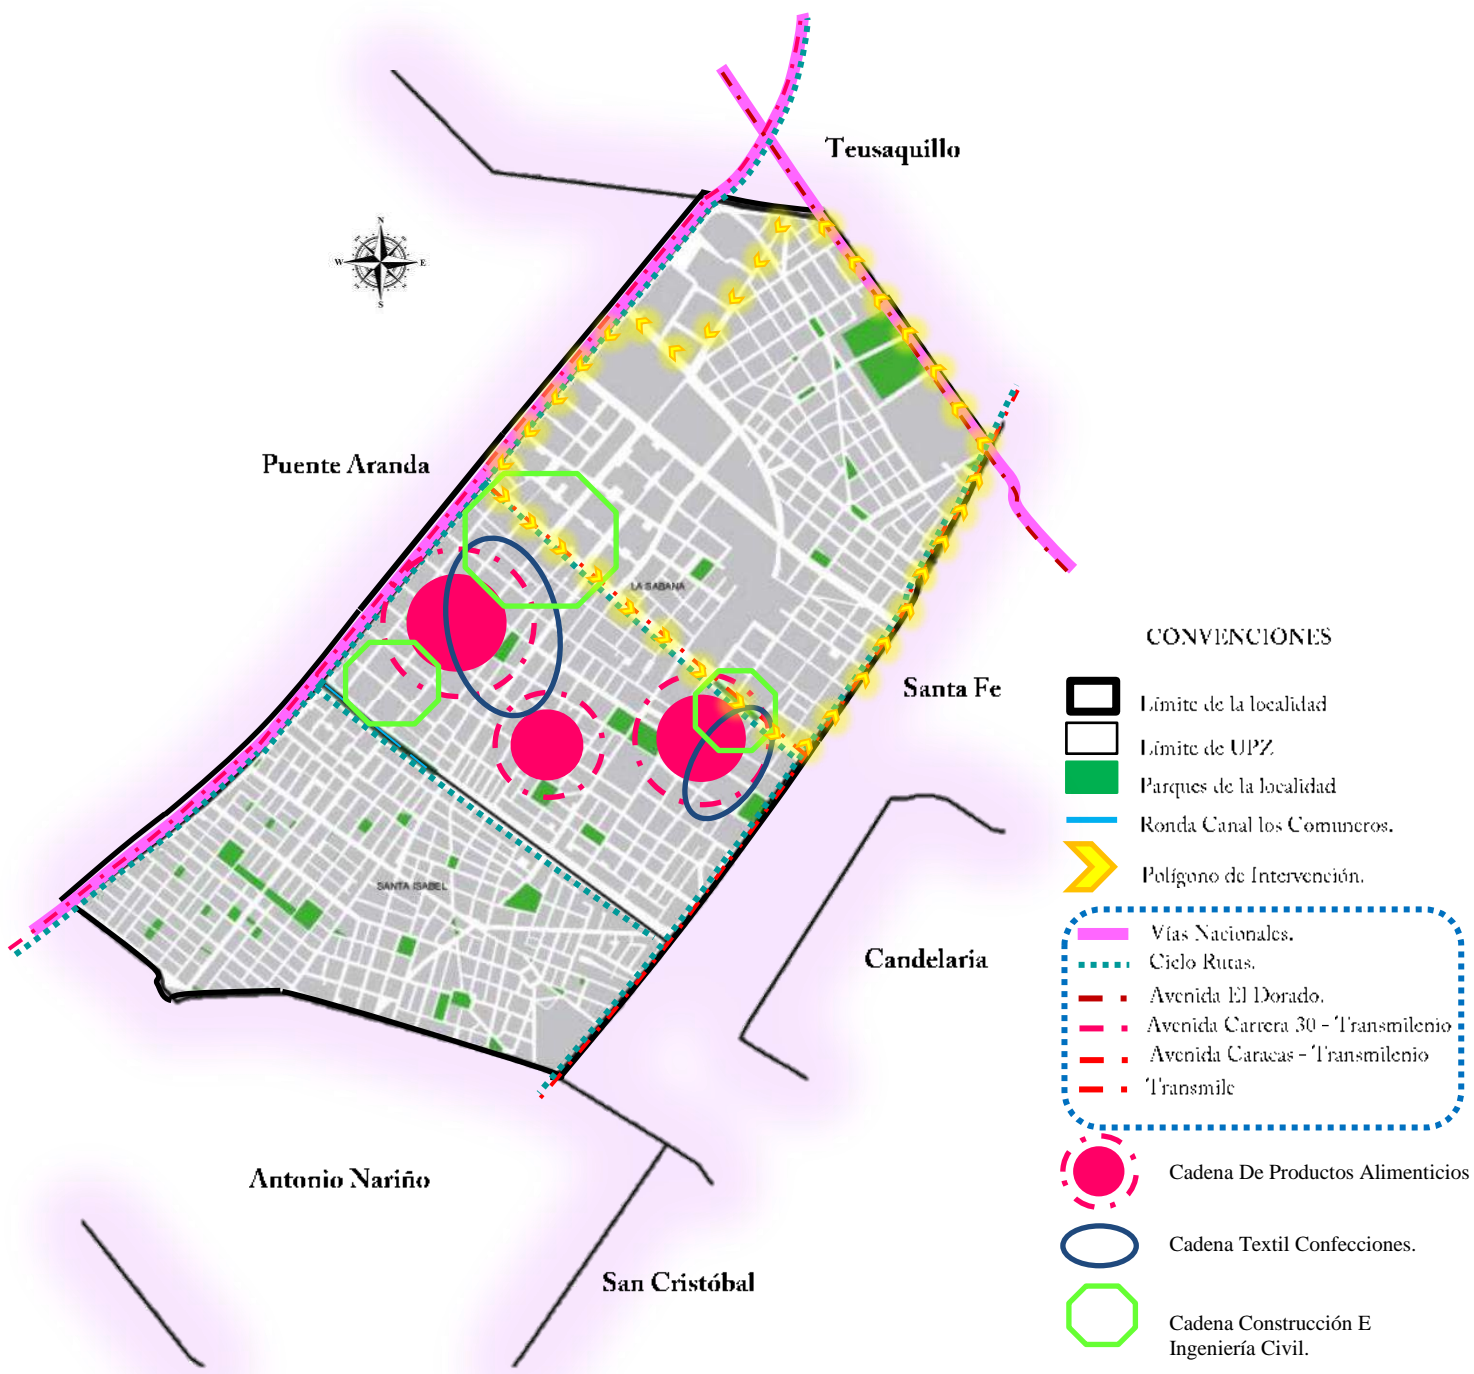 Teusaquillo
N
W
E
S
Puente Aranda
LA SABANA
Santa Fe
SANTA ISABEL
Candelaria
Antonio Nariño
San Cristóbal
CONVENCIONES
Límite de la localidad
Límite de UPZ
Parques de la localidad
Ronda Canal los Comuneros.
Polígono de Intervención.
Vías Nacionales.
Ciclo Rutas.
Avenida El Dorado.
Avenida Carrera 30 - Transmilenio
Avenida Caracas - Transmilenio
Transmile
Cadena De Productos Alimenticios
Cadena Textil Confecciones.
Cadena Construcción E
Ingeniería Civil.